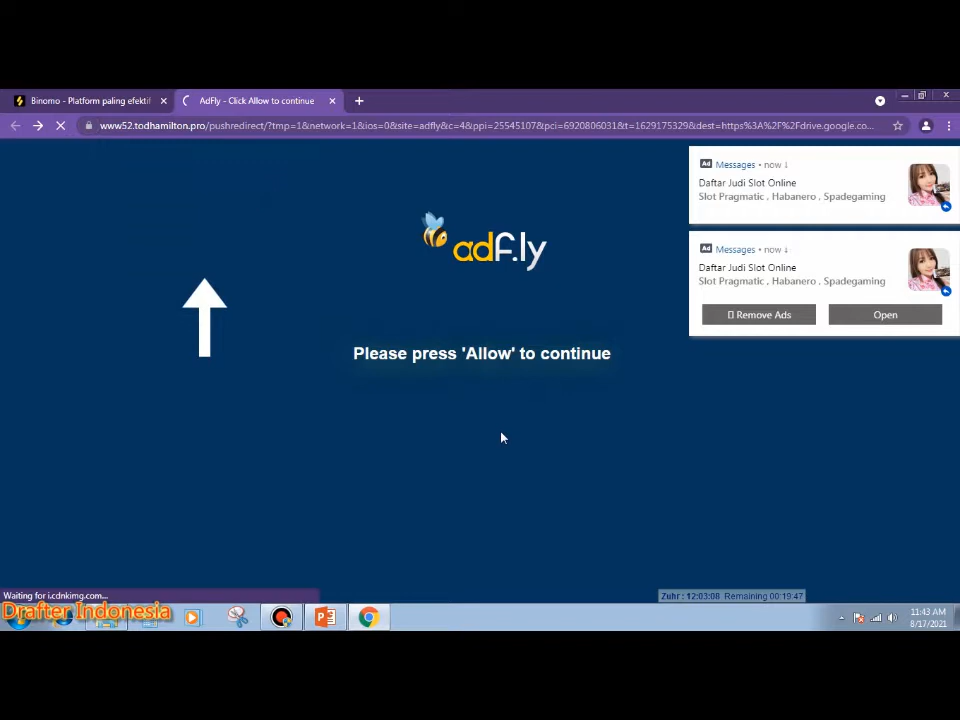 Binomo - Platform paling efektif
AdFly - Click Allow to continue
www52.todhamilton.pro/pushredirect/?tmp=1&network=1&ios=0&site=adfly&c=4&ppi=25545107&pci=6920806031&t=1629175329&dest=https%3A%2F%2Fdrive.google.co...
Ad Messages • now ↓
Daftar Judi Slot Online
Slot Pragmatic , Habanero , Spadegaming
Ad Messages • now ↓
Daftar Judi Slot Online
Slot Pragmatic , Habanero , Spadegaming
Remove Ads
Open
adf.ly
Please press 'Allow' to continue
Waiting for i.cdnkimg.com...
Zuhr : 12:03:08 Remaining 00:19:47
Drafter Indonesia
11:43 AM
8/17/2021